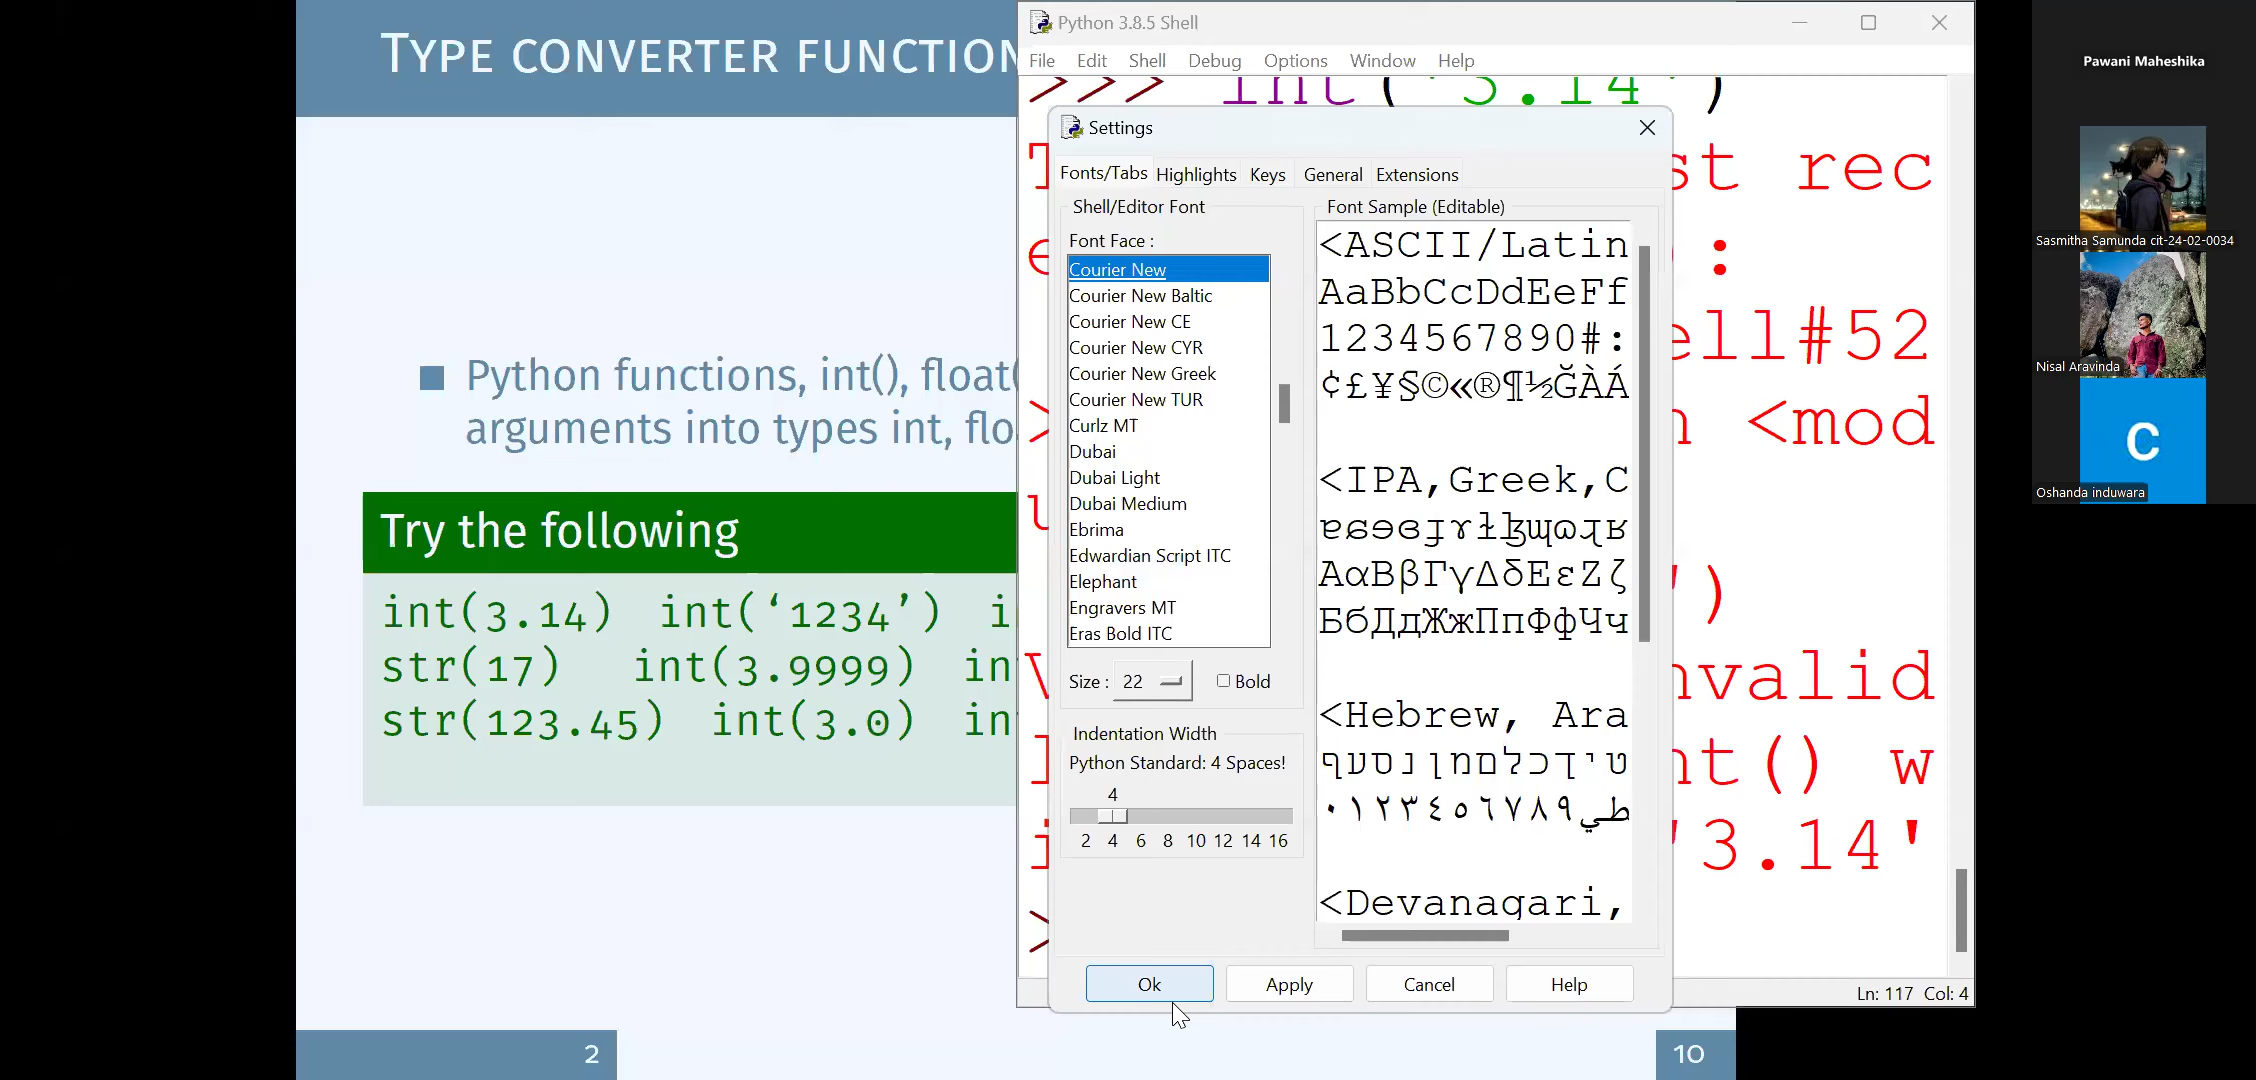 TYPE CONVERTER FUNCTION
Python functions, int(), float(
arguments into types int, flo
Try the following
int(3.14) int(‘1234’) i
str(17) int(3.9999) in
str(123.45) int(3.0) in
2
10
Python 3.8.5 Shell
File Edit Shell Debug Options Window Help
>>> int('3.14')
st rec
:
ell#52
<mod
')
nvalid
nt() w
'3.14'
Ln: 117 Col: 4
Settings
Fonts/Tabs Highlights Keys General Extensions
Shell/Editor Font
Font Face :
Courier New
Courier New Baltic
Courier New CE
Courier New CYR
Courier New Greek
Courier New TUR
Curlz MT
Dubai
Dubai Light
Dubai Medium
Ebrima
Edwardian Script ITC
Elephant
Engravers MT
Eras Bold ITC
Size : 22 Bold
Indentation Width
Python Standard: 4 Spaces!
4
2 4 6 8 10 12 14 16
Font Sample (Editable)
<ASCII/Latin
AaBbCcDdEeFf
1234567890#:
¢£¥§©«®¶½ĞÀÁ
<IPA,Greek,C
ΑαΒβΓγΔδΕεΖζ
БбДдЖжПпФфЧч
<Hebrew, Ara
טיךכלםמןנסעף
٠١٢٣٤٥٦٧٨٩طي
<Devanagari,
Ok Apply Cancel Help
Pawani Maheshika
Sasmitha Samunda cit-24-02-0034
Nisal Aravinda
C
Oshanda induwara